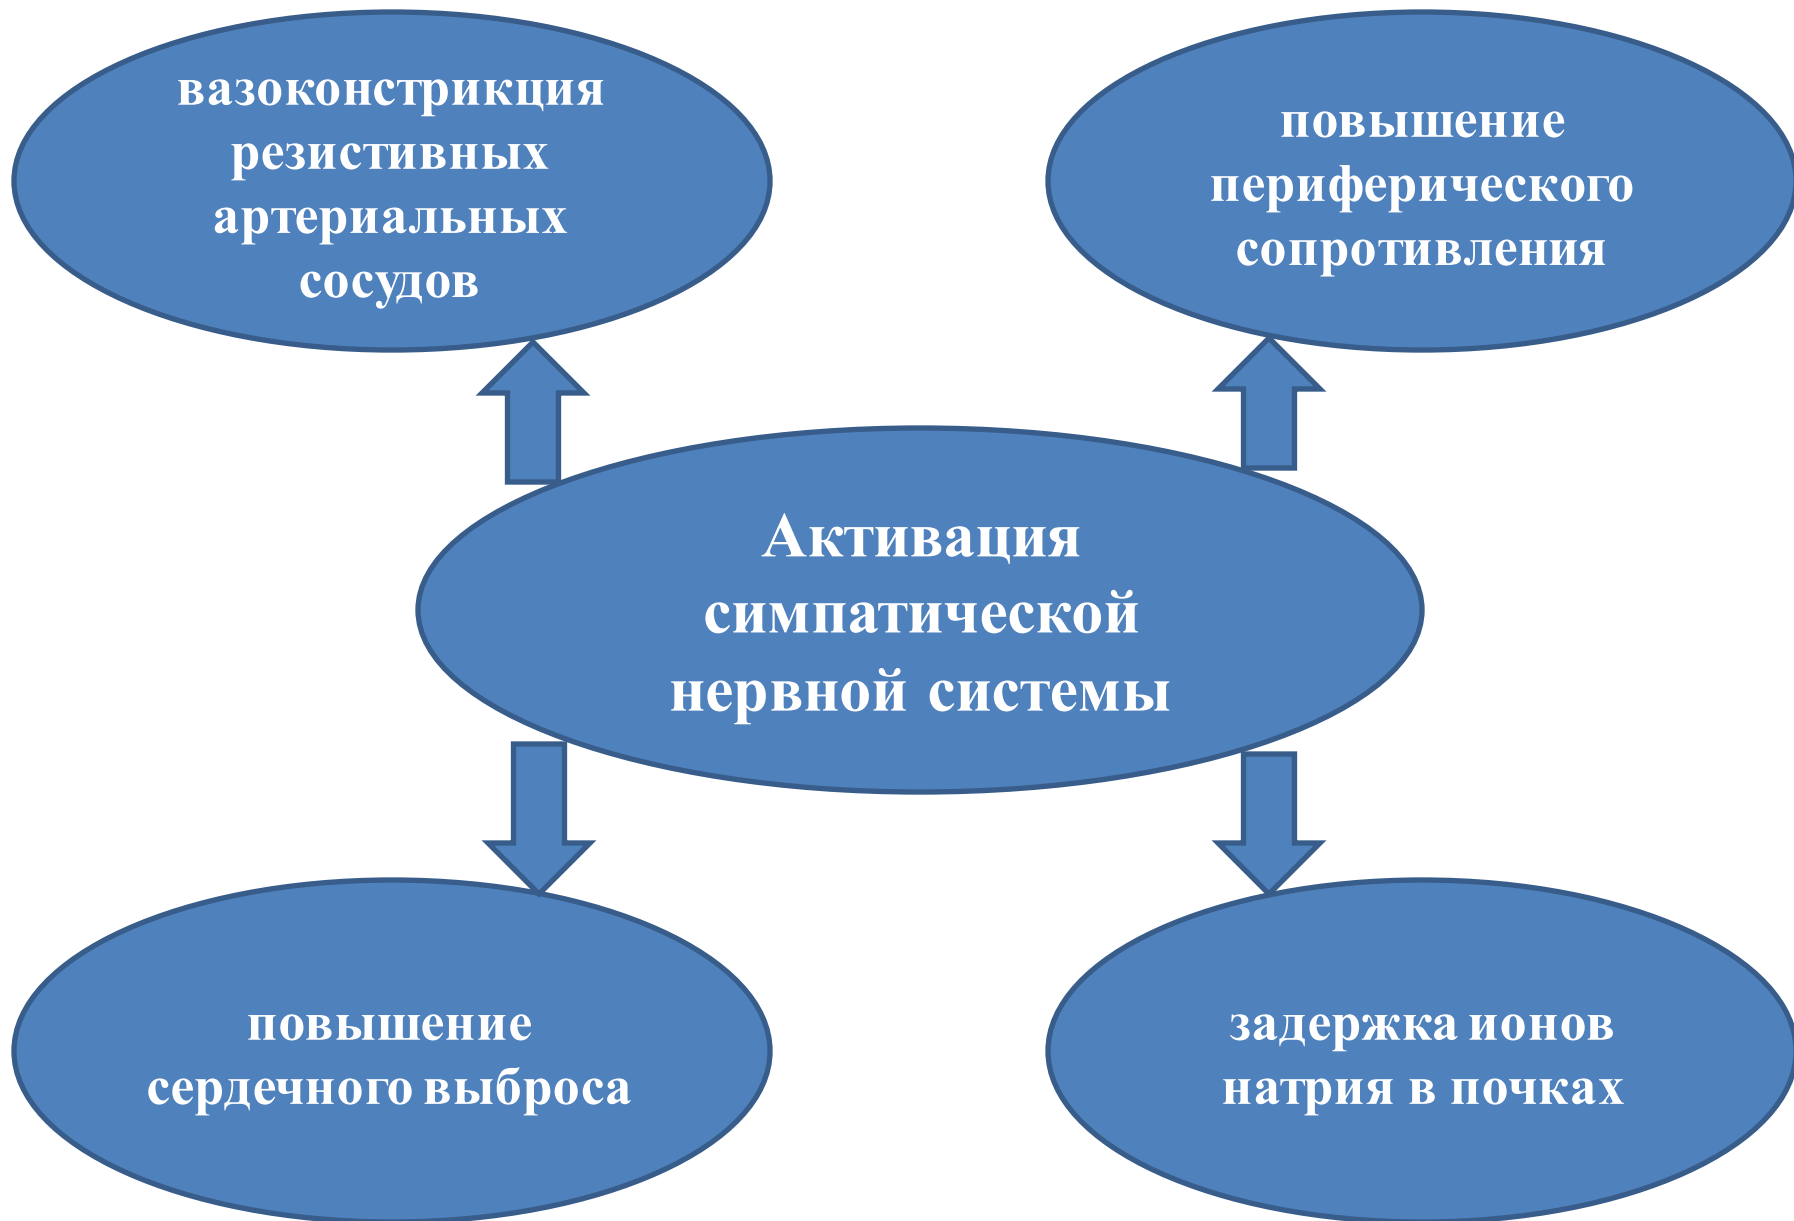 вазоконстрикция
резистивных
артериальных
сосудов
повышение
периферического
сопротивления
Активация
симпатической
нервной системы
повышение
сердечного выброса
задержка ионов
натрия в почках